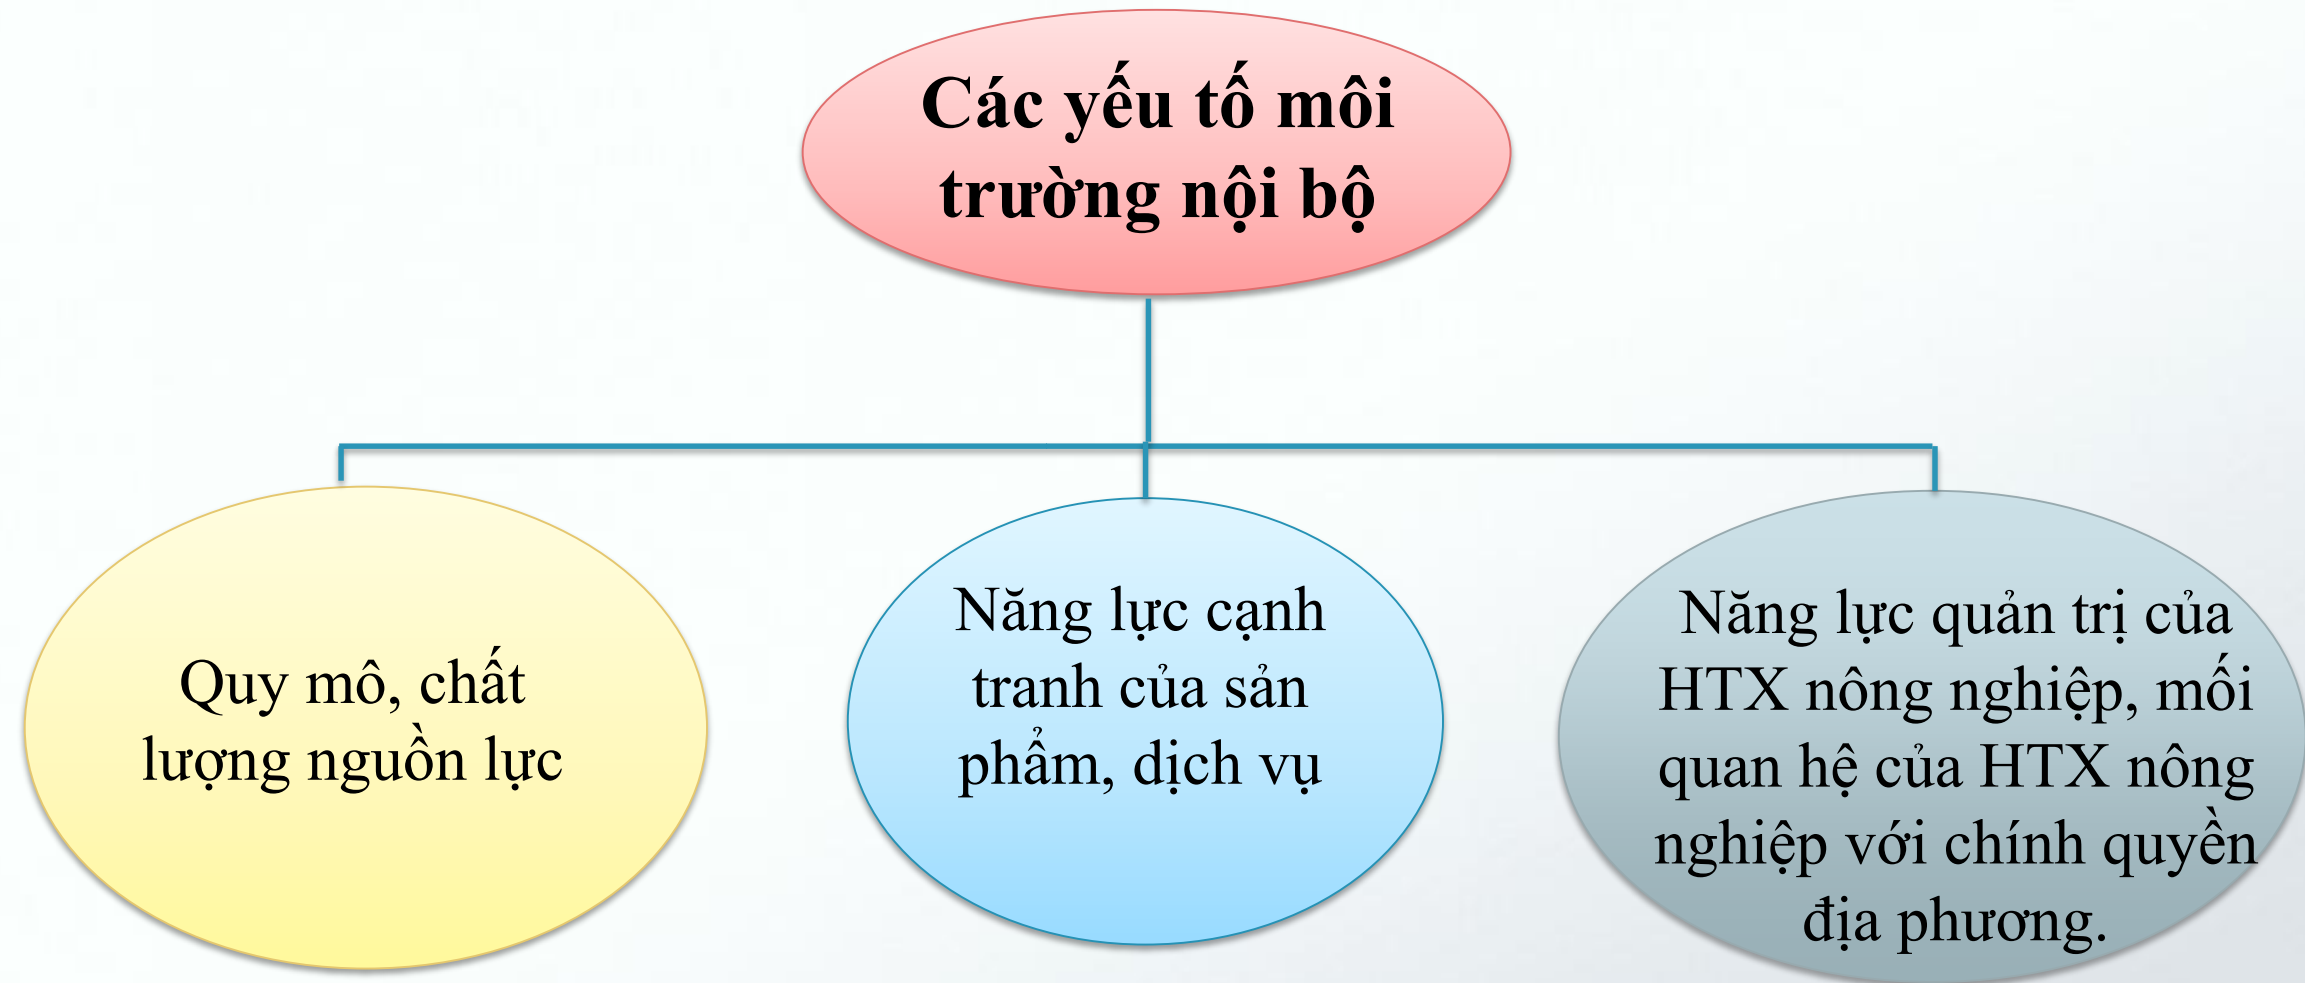 Các yếu tố môi
trường nội bộ
Quy mô, chất
lượng nguồn lực
Năng lực cạnh
tranh của sản
phẩm, dịch vụ
Năng lực quản trị của
HTX nông nghiệp, mối
quan hệ của HTX nông
nghiệp với chính quyền
địa phương.